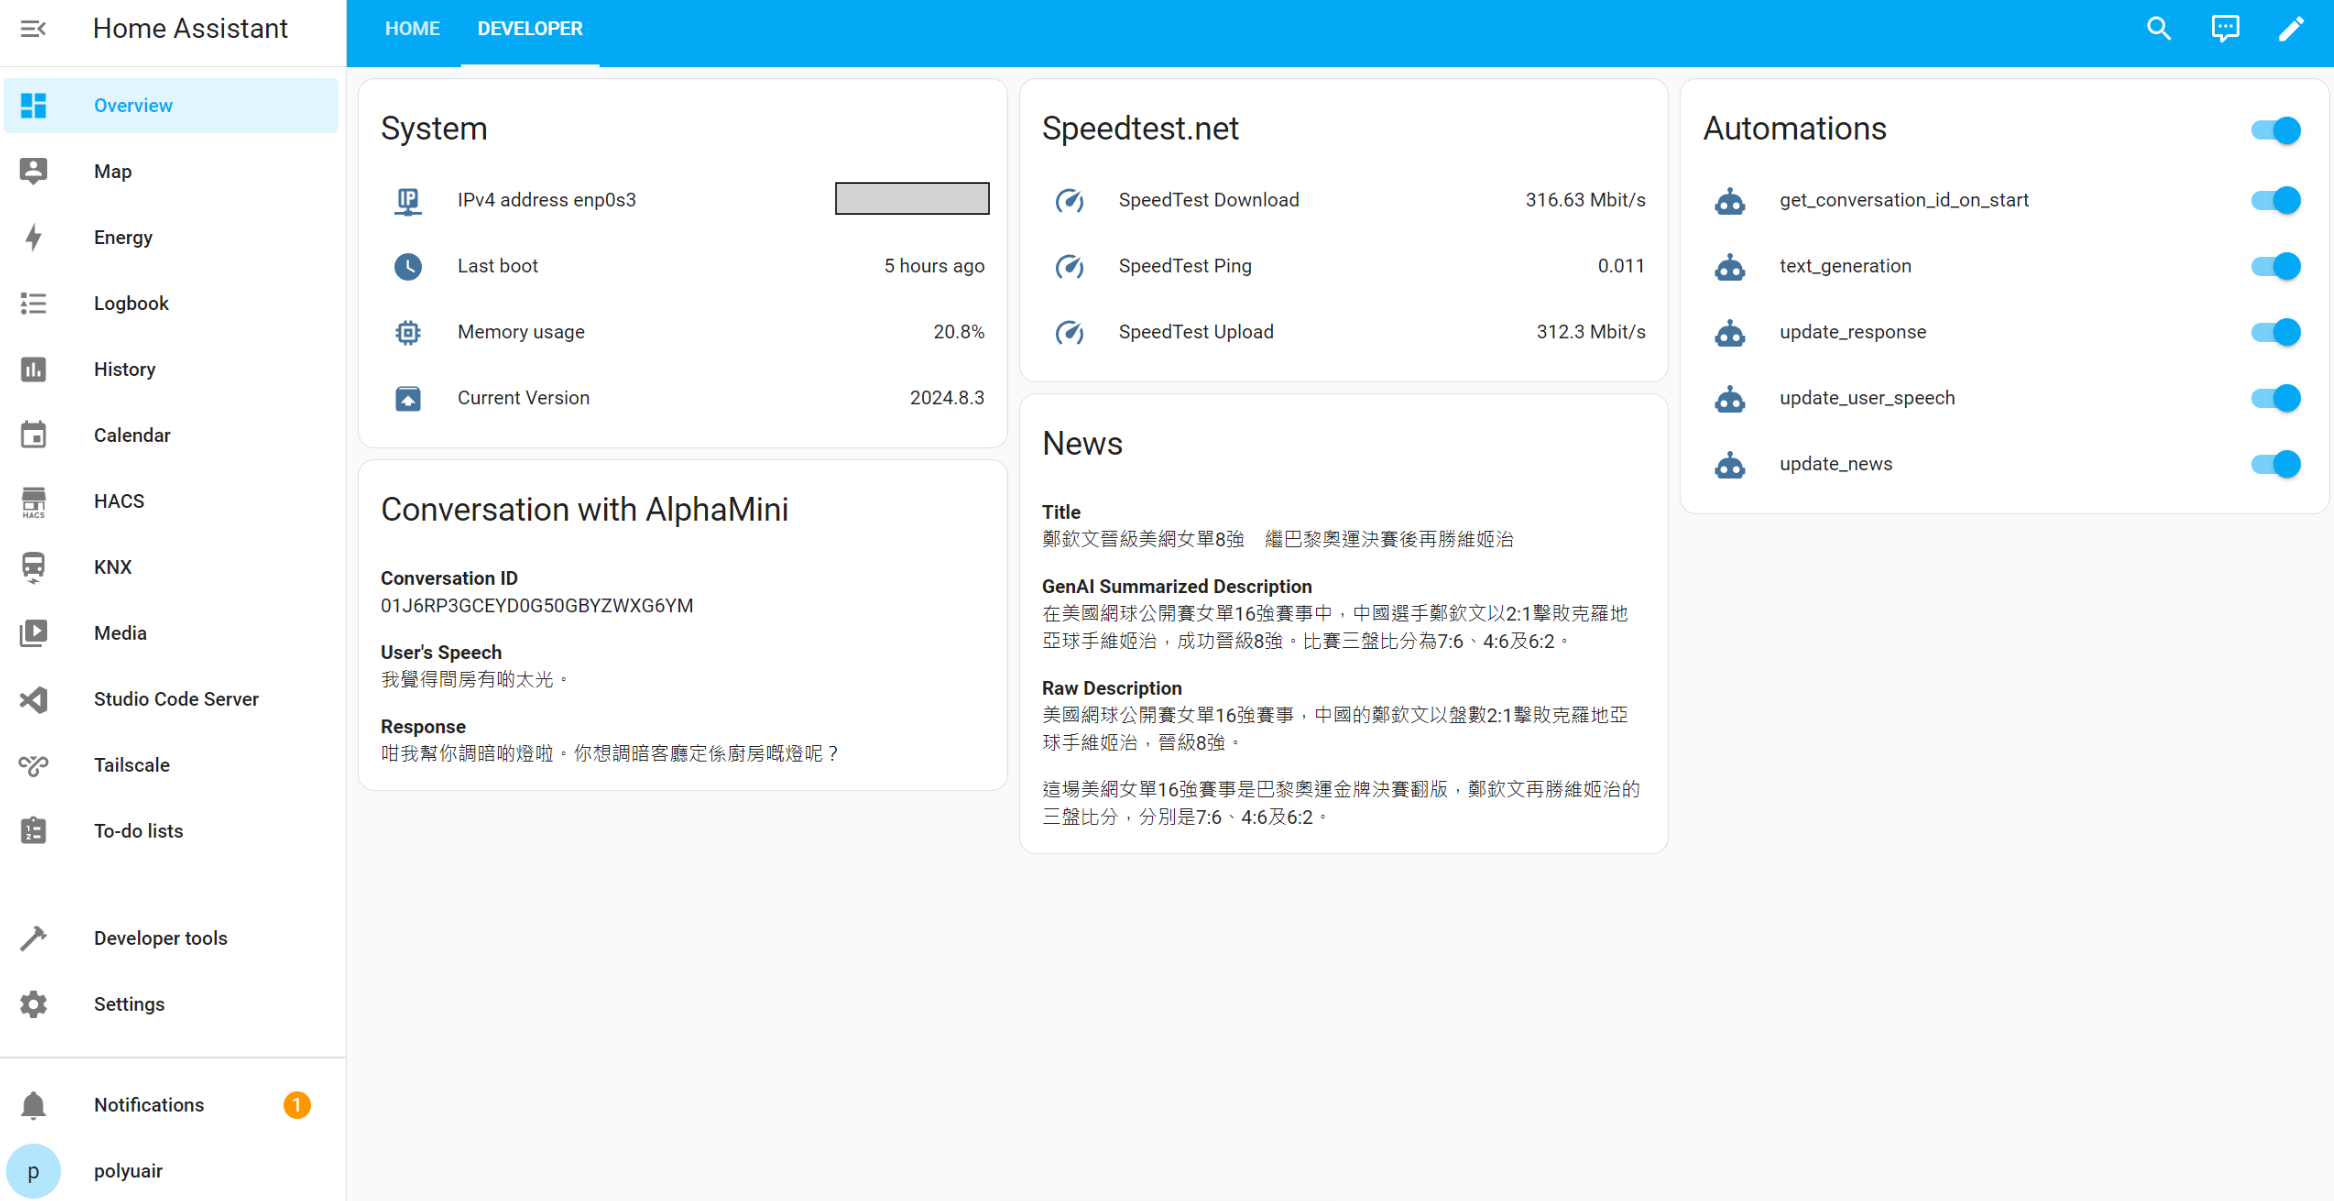 Home Assistant
HOME
DEVELOPER
Overview
Map
Energy
Logbook
History
Calendar
HACS
HACS
KNX
Media
Studio Code Server
Tailscale
To-do lists
Developer tools
Settings
Notifications
1
p
polyuair
System
IP
IPv4 address enp0s3
Last boot
5 hours ago
Memory usage
20.8%
Current Version
2024.8.3
Conversation with AlphaMini
Conversation ID
01J6RP3GCEYD0G50GBYZWXG6YM
User's Speech
我覺得間房有啲太光。
Response
咁我幫你調暗啲燈啦。你想調暗客廳定係廚房嘅燈呢？
Speedtest.net
SpeedTest Download
316.63 Mbit/s
SpeedTest Ping
0.011
SpeedTest Upload
312.3 Mbit/s
News
Title
鄭欽文晉級美網女單8強　繼巴黎奧運決賽後再勝維姬治
GenAI Summarized Description
在美國網球公開賽女單16強賽事中，中國選手鄭欽文以2:1擊敗克羅地
亞球手維姬治，成功晉級8強。比賽三盤比分為7:6、4:6及6:2。
Raw Description
美國網球公開賽女單16強賽事，中國的鄭欽文以盤數2:1擊敗克羅地亞
球手維姬治，晉級8強。
這場美網女單16強賽事是巴黎奧運金牌決賽翻版，鄭欽文再勝維姬治的
三盤比分，分別是7:6、4:6及6:2。
Automations
get_conversation_id_on_start
text_generation
update_response
update_user_speech
update_news